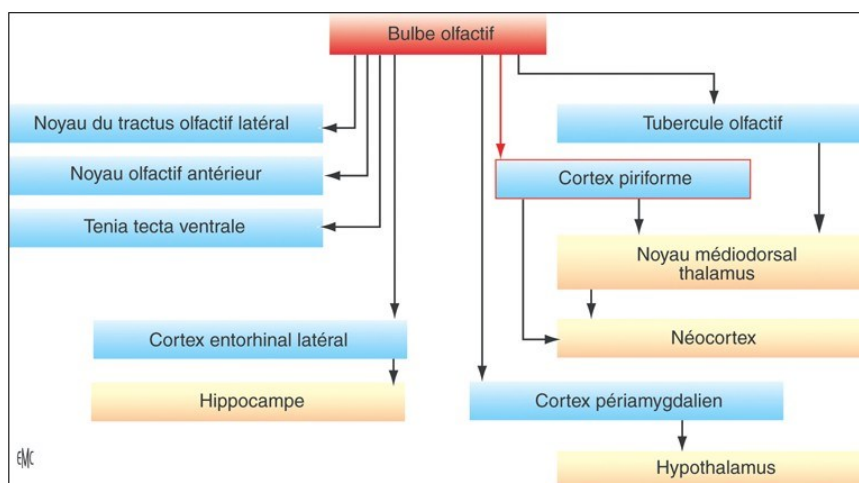 Bulbe olfactif
Noyau du tractus olfactif latéral
Tubercule olfactif
Noyau olfactif antérieur
Cortex piriforme
Tenia tecta ventrale
Noyau médiodorsal
thalamus
Cortex entorhinal latéral
Néocortex
Hippocampe
Cortex périamygdalien
EMC
Hypothalamus